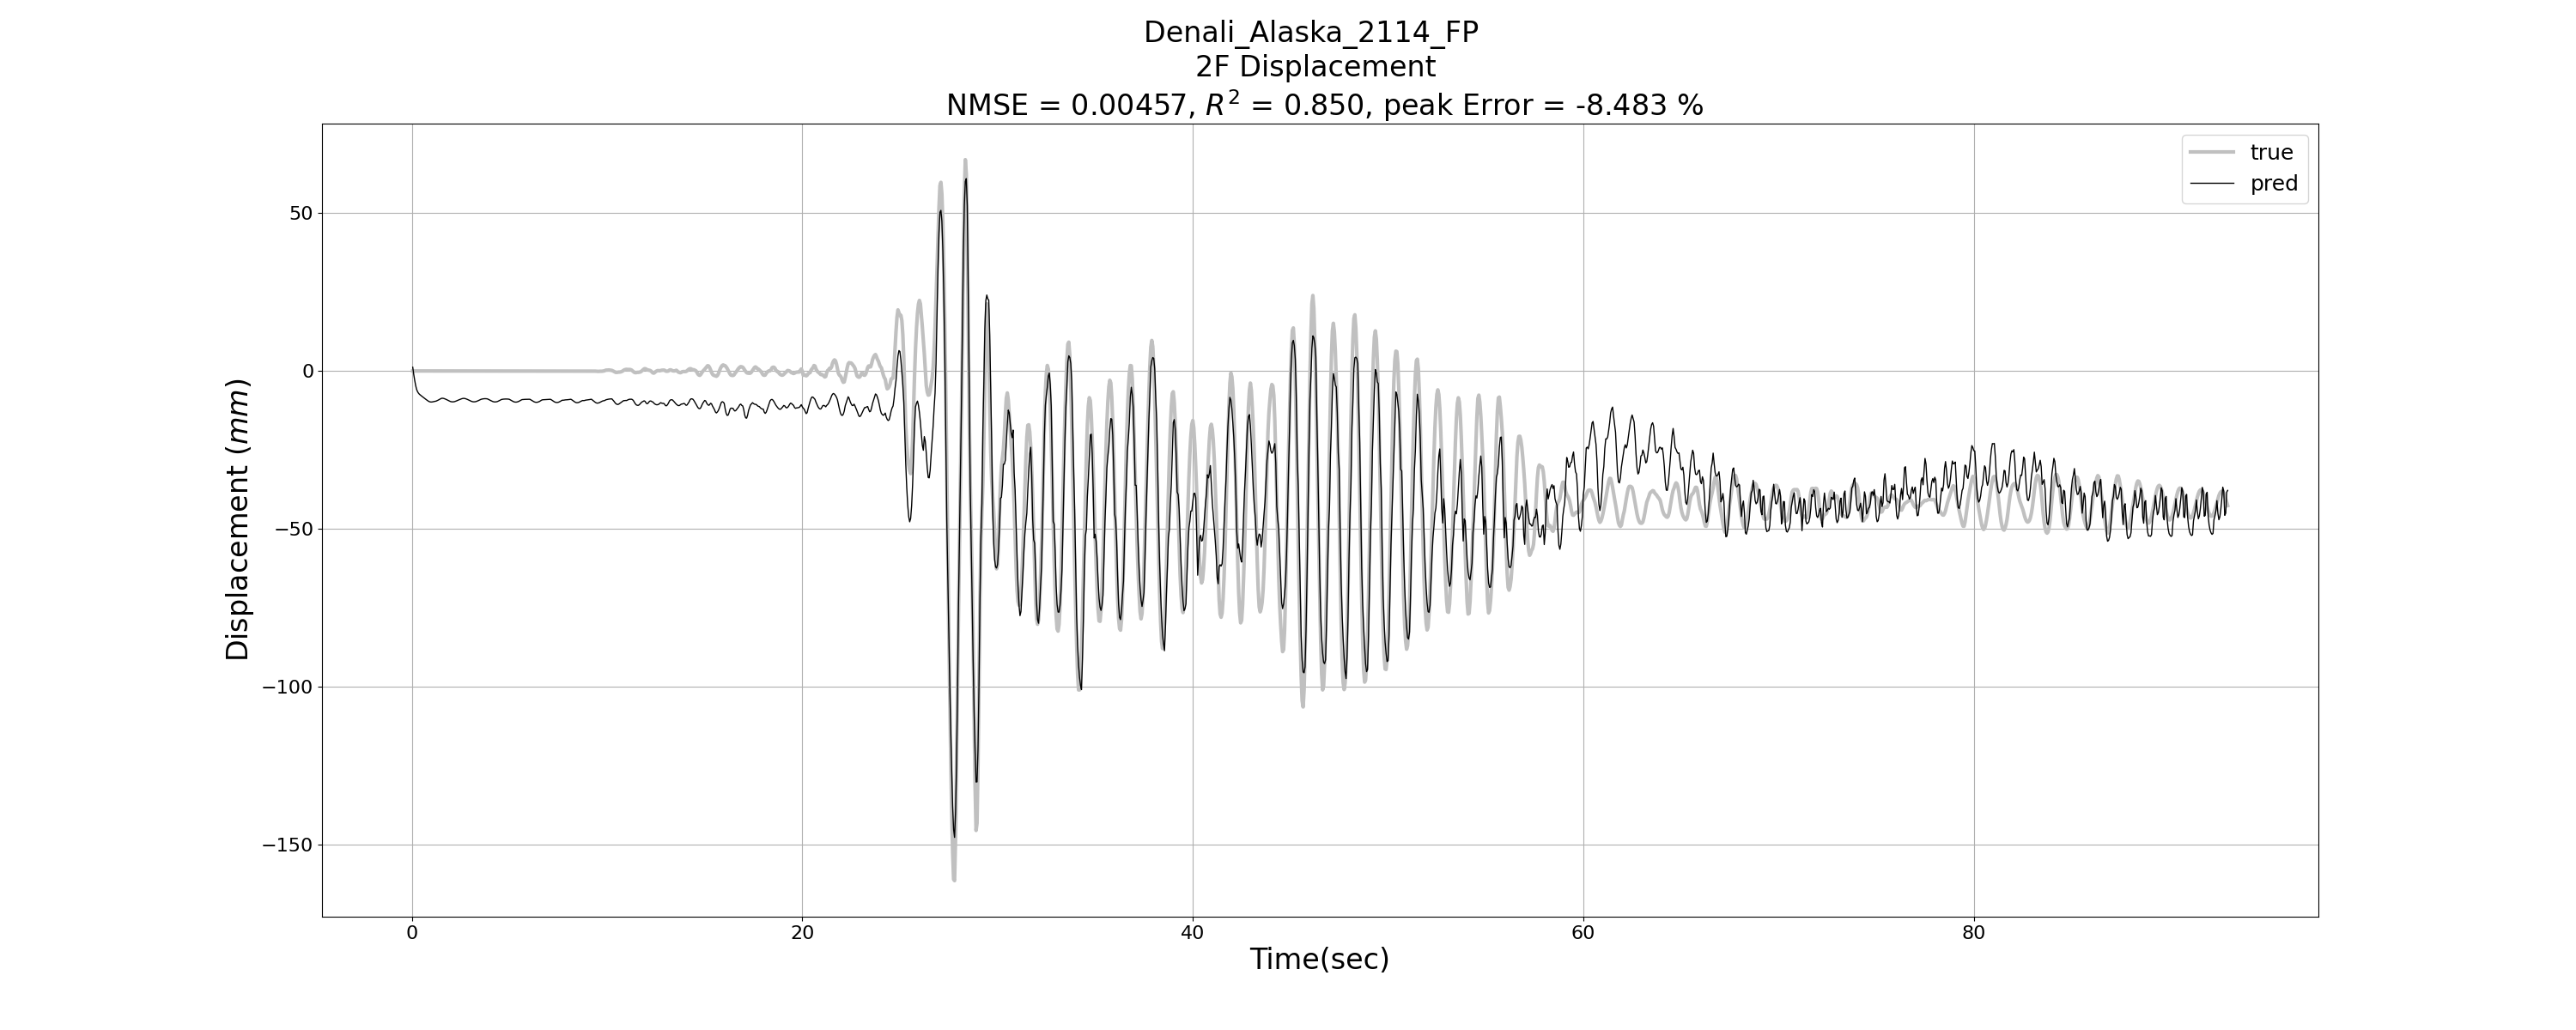 Denali_Alaska_2114_FP
2F Displacement
NMSE = 0.00457, R² = 0.850, peak Error = -8.483 %
true
pred
50
0
−50
−100
−150
Displacement (mm)
0
20
40
60
80
Time(sec)